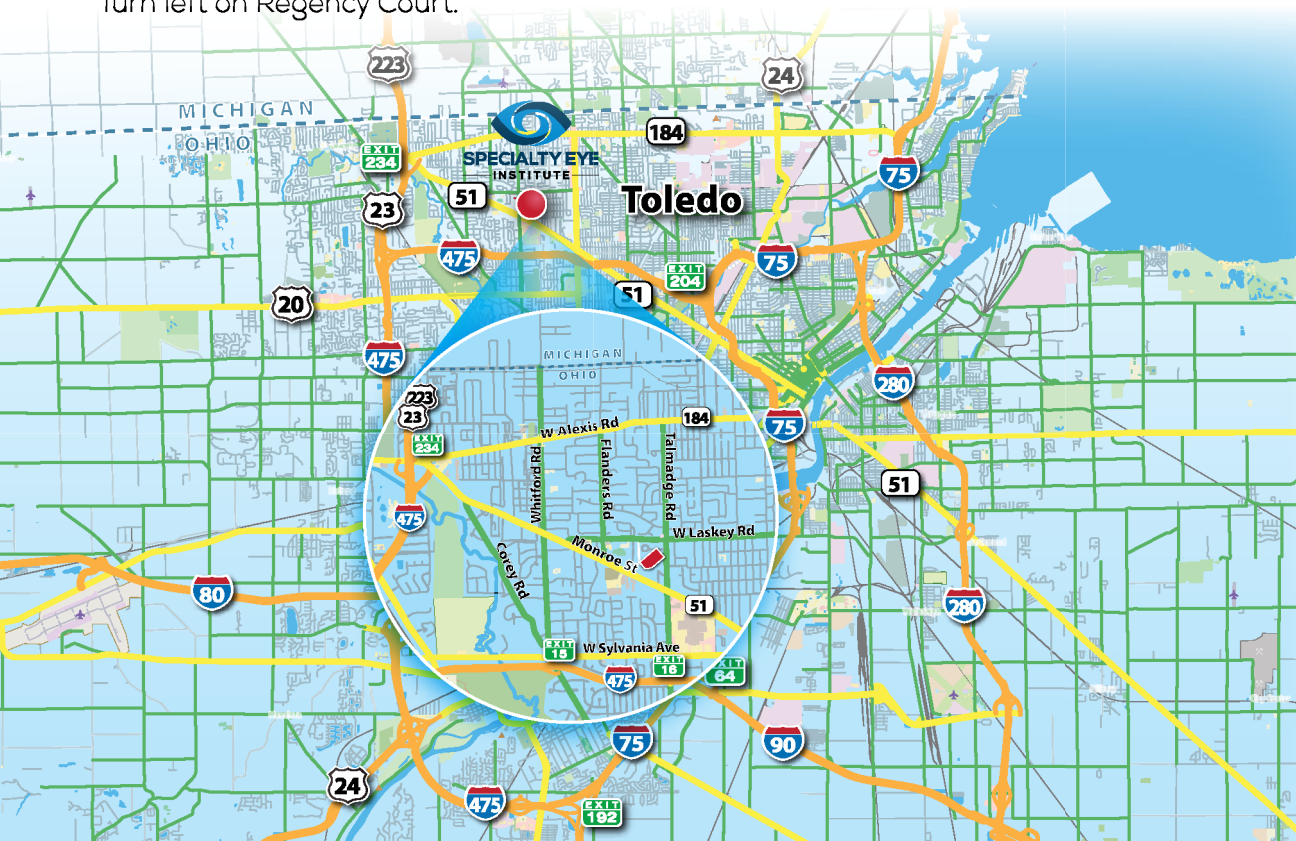 Turn left on Regency Court.
223
24
MICHIGAN
OHIO
184
EXIT
234
SPECIALTY EYE
INSTITUTE
75
51
23
Toledo
475
75
EXIT
204
51
20
475
MICHIGAN
OHIO
280
223
23
184
W Alexis Rd
75
EXIT
234
Whitford Rd
Flanders Rd
Talmadge Rd
51
475
W Laskey Rd
Monroe St
Corey Rd
80
51
280
EXIT
15
W Sylvania Ave
EXIT
16
EXIT
64
475
75
90
24
475
EXIT
192